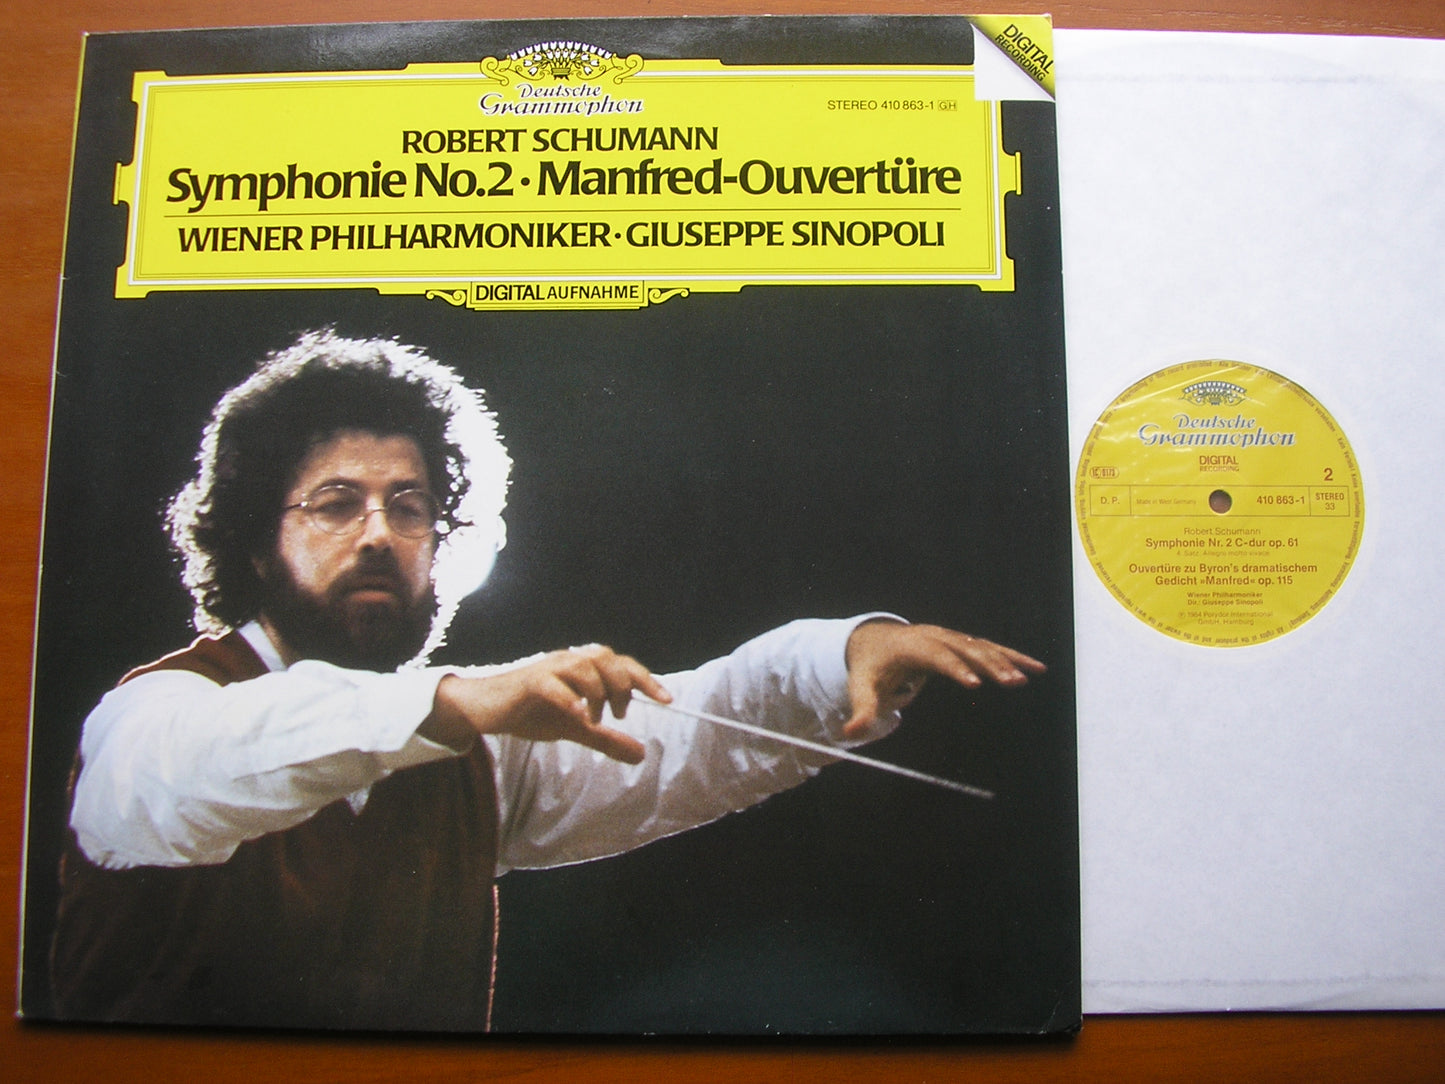 DIGITAL
RECORDING
Deutsche
Grammophon
STEREO 410 863-1 GH
ROBERT SCHUMANN
Symphonie No.2 · Manfred-Ouvertüre
WIENER PHILHARMONIKER · GIUSEPPE SINOPOLI
DIGITAL AUFNAHME
Deutsche
Grammophon
DIGITAL
RECORDING
2
D. P.
Made in West Germany
410 863-1
STEREO
33
Robert Schumann
Symphonie Nr. 2 C-dur op. 61
4. Satz: Allegro molto vivace
Ouvertüre zu Byron's dramatischem
Gedicht »Manfred« op. 115
Wiener Philharmoniker
Dir.: Giuseppe Sinopoli
℗ 1984 Polydor International
GmbH, Hamburg